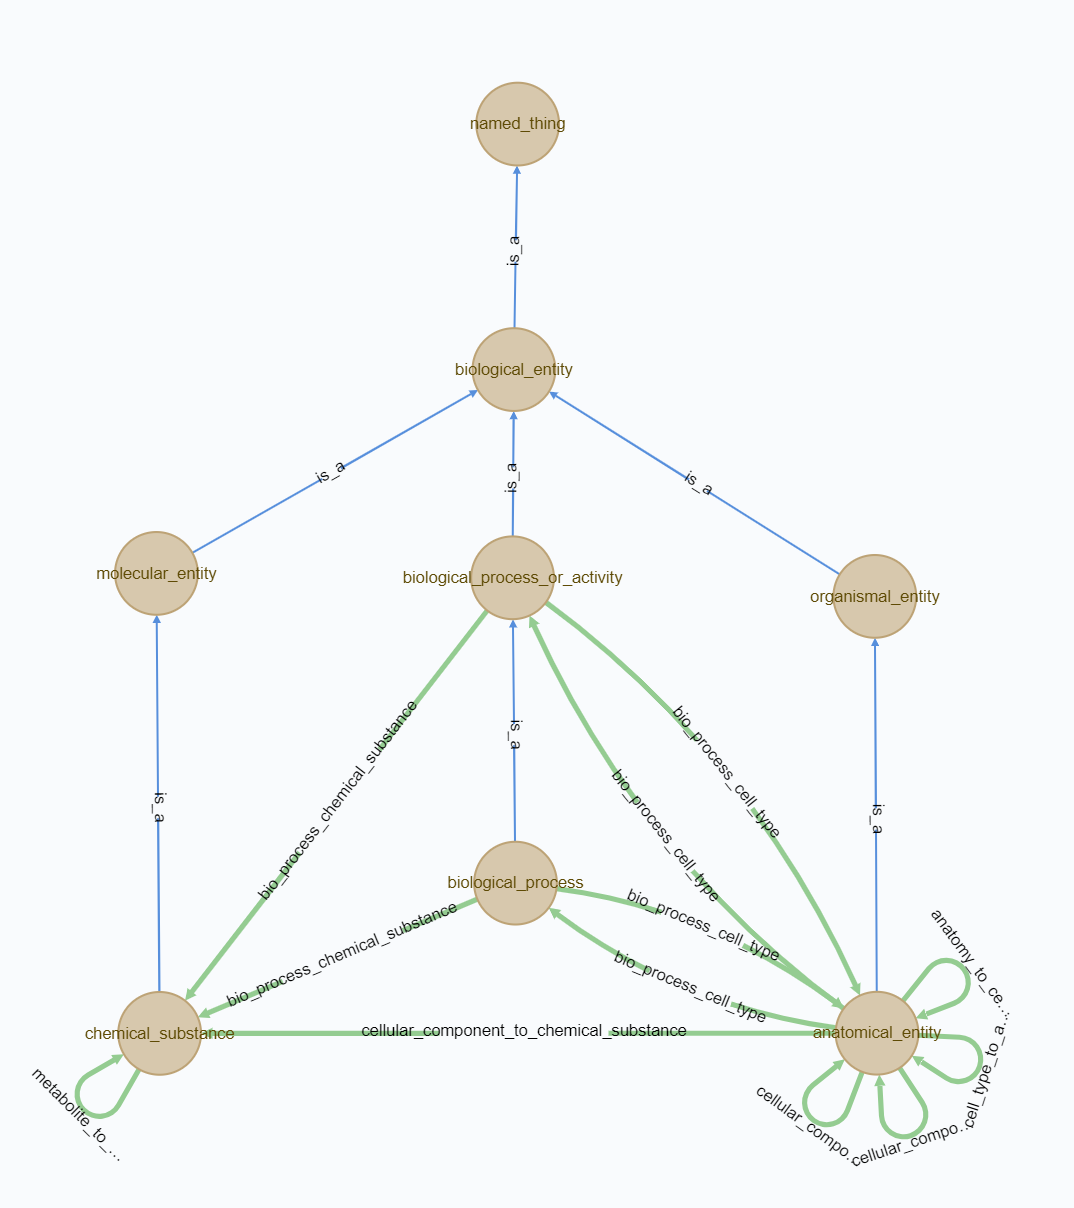 named_thing
is_a
biological_entity
is_a
is_a
is_a
molecular_entity
biological_process_or_activity
organismal_entity
bio_process_chemical_substance
is_a
bio_process_cell_type
bio_process_cell_type
is_a
is_a
biological_process
bio_process_chemical_substance
bio_process_cell_type
bio_process_cell_type
anatomy_to_ce...
chemical_substance
cellular_component_to_chemical_substance
anatomical_entity
cell_type_to_a...
metabolite_to_...
cellular_compo...
cellular_compo...